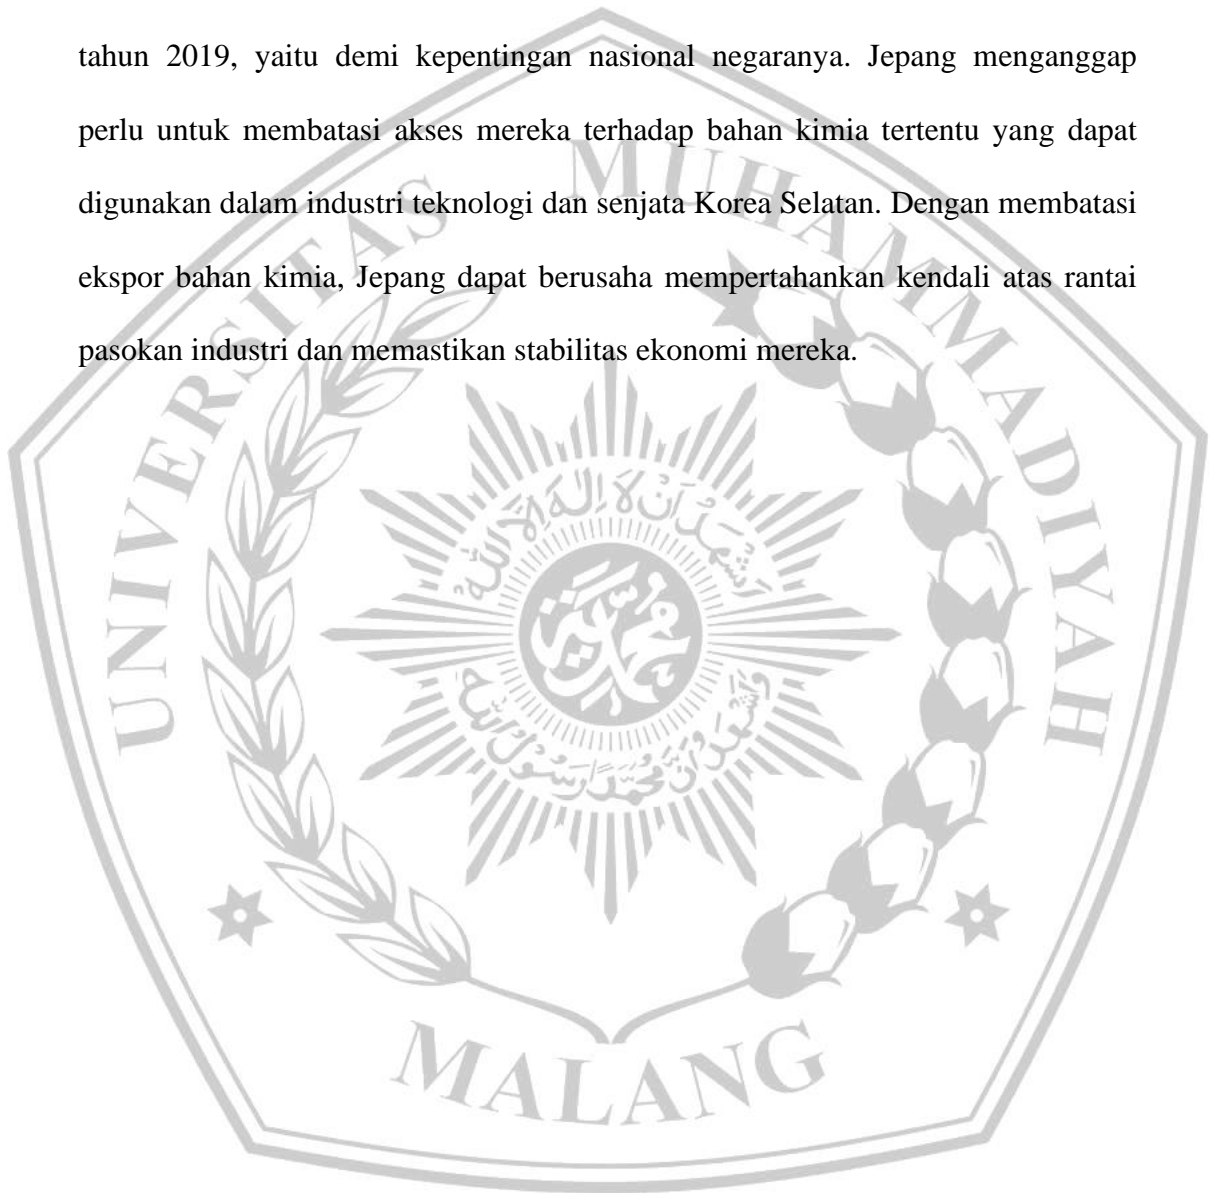 tahun 2019, yaitu demi kepentingan nasional negaranya. Jepang menganggap
perlu untuk membatasi akses mereka terhadap bahan kimia tertentu yang dapat
digunakan dalam industri teknologi dan senjata Korea Selatan. Dengan membatasi
ekspor bahan kimia, Jepang dapat berusaha mempertahankan kendali atas rantai
pasokan industri dan memastikan stabilitas ekonomi mereka.
UNIVERSITAS MUHAMMADIYAH
MALANG